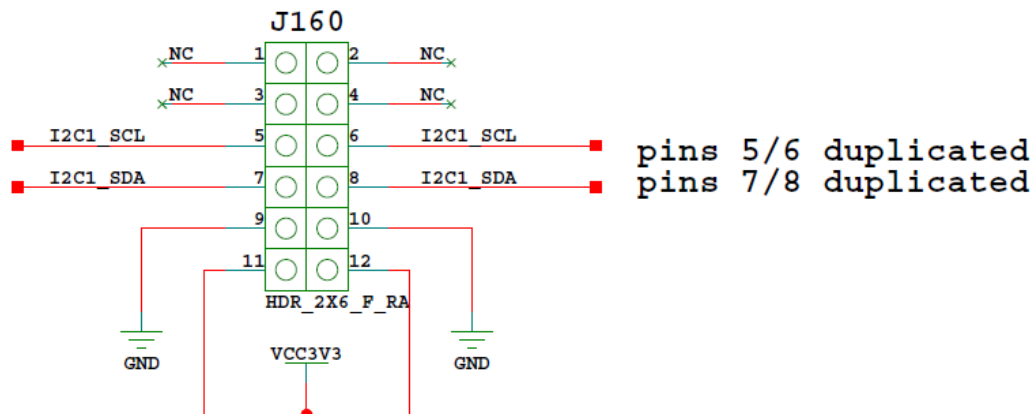 J160
NC 1 2 NC
NC 3 4 NC
I2C1_SCL 5 6 I2C1_SCL
pins 5/6 duplicated
I2C1_SDA 7 8 I2C1_SDA
pins 7/8 duplicated
9 10
11 12
HDR_2X6_F_RA
VCC3V3
GND GND